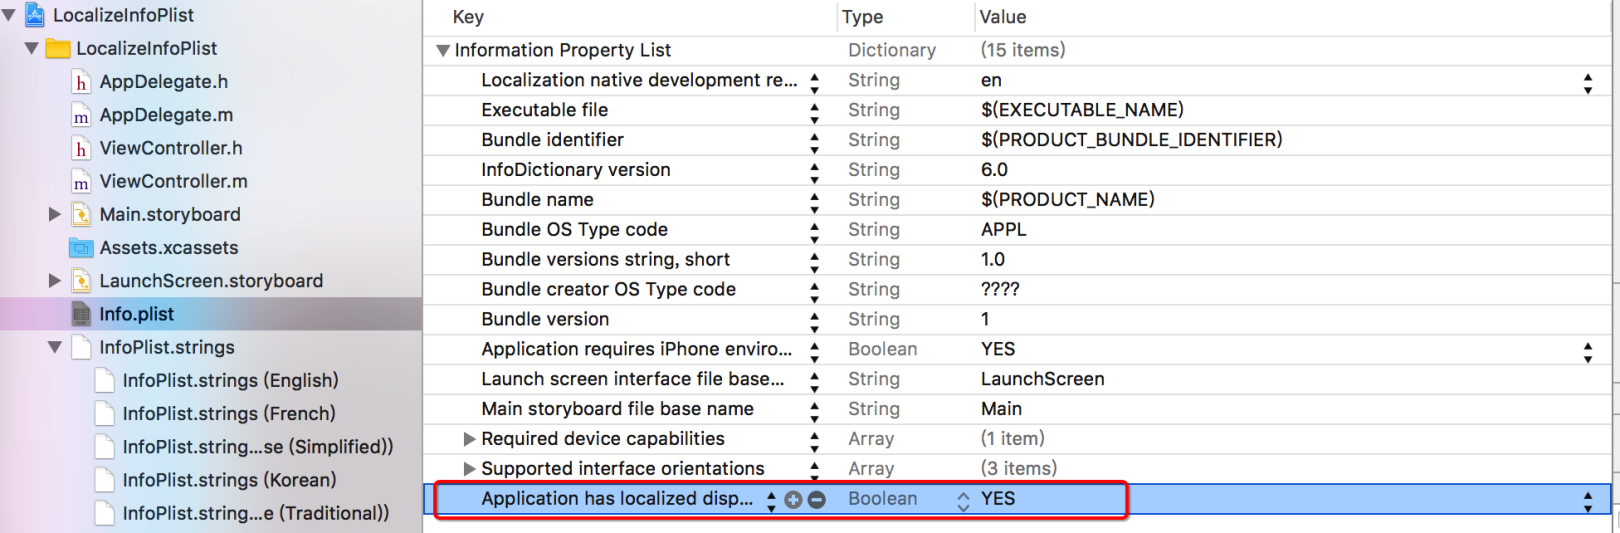 LocalizeInfoPlist
LocalizeInfoPlist
AppDelegate.h
AppDelegate.m
ViewController.h
ViewController.m
Main.storyboard
Assets.xcassets
LaunchScreen.storyboard
Info.plist
InfoPlist.strings
InfoPlist.strings (English)
InfoPlist.strings (French)
InfoPlist.string...se (Simplified))
InfoPlist.strings (Korean)
InfoPlist.string...e (Traditional))
Key Type Value
Information Property List Dictionary (15 items)
Localization native development re... String en
Executable file String $(EXECUTABLE_NAME)
Bundle identifier String $(PRODUCT_BUNDLE_IDENTIFIER)
InfoDictionary version String 6.0
Bundle name String $(PRODUCT_NAME)
Bundle OS Type code String APPL
Bundle versions string, short String 1.0
Bundle creator OS Type code String ????
Bundle version String 1
Application requires iPhone enviro... Boolean YES
Launch screen interface file base... String LaunchScreen
Main storyboard file base name String Main
Required device capabilities Array (1 item)
Supported interface orientations Array (3 items)
Application has localized disp... Boolean YES